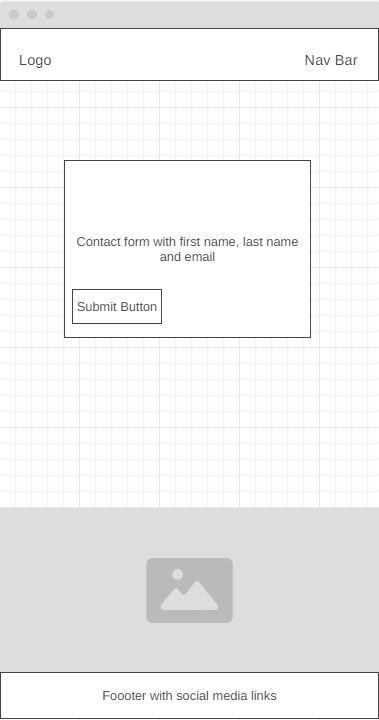 Logo
Nav Bar
Contact form with first name, last name
and email
Submit Button
Foooter with social media links